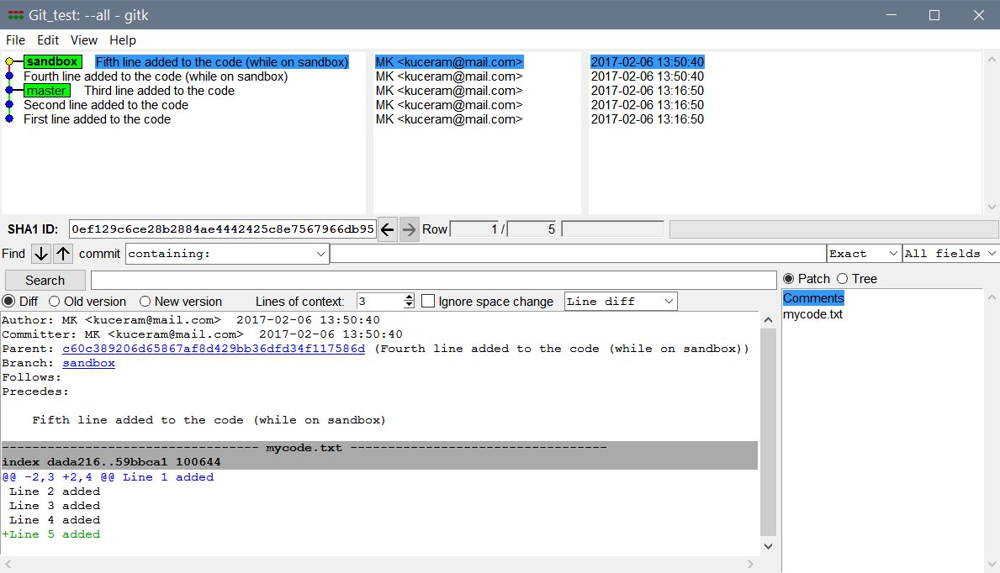 Git_test: --all - gitk
File Edit View Help
sandbox Fifth line added to the code (while on sandbox) MK <kuceram@mail.com> 2017-02-06 13:50:40
Fourth line added to the code (while on sandbox) MK <kuceram@mail.com> 2017-02-06 13:50:40
master Third line added to the code MK <kuceram@mail.com> 2017-02-06 13:16:50
Second line added to the code MK <kuceram@mail.com> 2017-02-06 13:16:50
First line added to the code MK <kuceram@mail.com> 2017-02-06 13:16:50
SHA1 ID: 0ef129c6ce28b2884ae4442425c8e7567966db95 Row 1 / 5
Find commit containing: Exact All fields
Search Patch Tree
Diff Old version New version Lines of context: 3 Ignore space change Line diff
Comments
mycode.txt
Author: MK <kuceram@mail.com>  2017-02-06 13:50:40
Committer: MK <kuceram@mail.com>  2017-02-06 13:50:40
Parent: c60c389206d65867af8d429bb36dfd34f117586d (Fourth line added to the code (while on sandbox))
Branch: sandbox
Follows:
Precedes:
Fifth line added to the code (while on sandbox)
---------------------------------- mycode.txt ----------------------------------
index dada216..59bbca1 100644
@@ -2,3 +2,4 @@ Line 1 added
Line 2 added
Line 3 added
Line 4 added
+Line 5 added